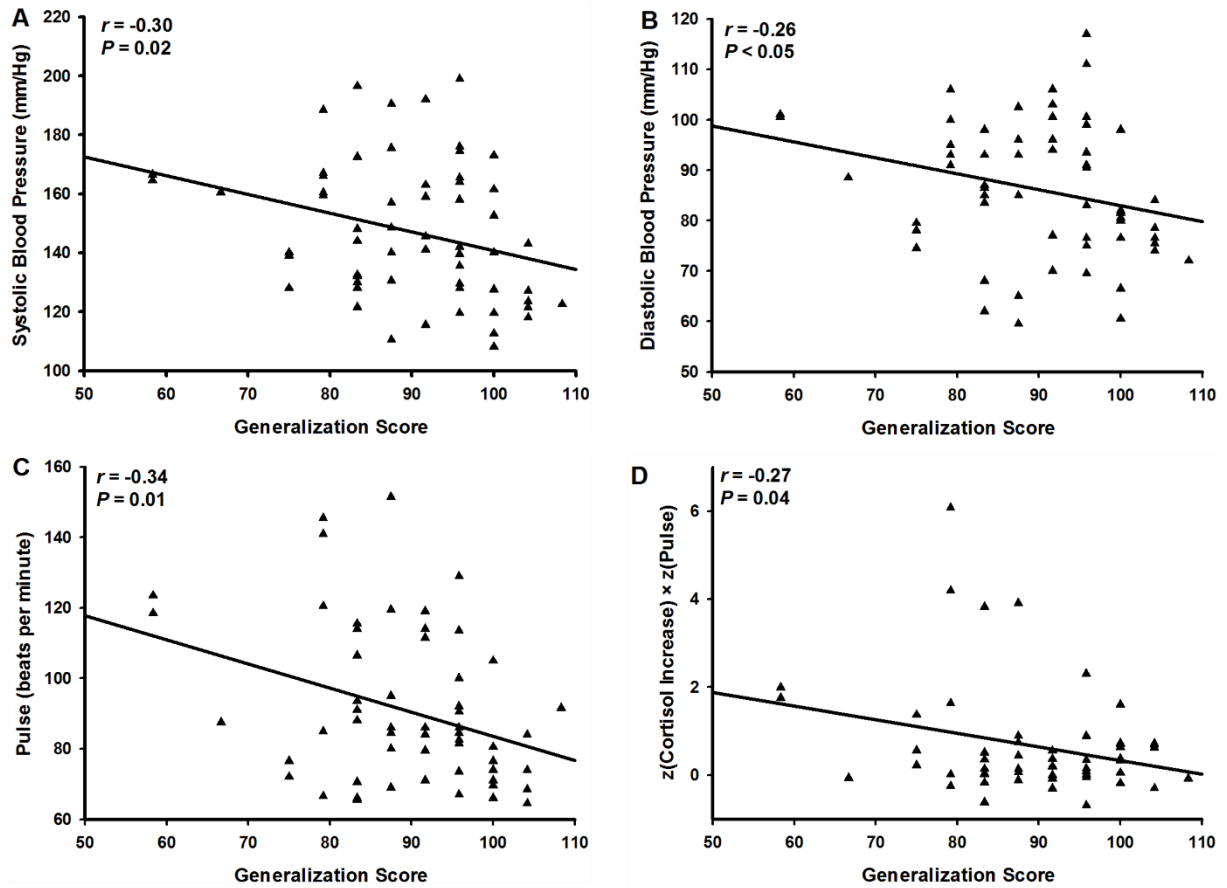 A
r = -0.30
P = 0.02
Systolic Blood Pressure (mm/Hg)
220
200
180
160
140
120
100
50 60 70 80 90 100 110
Generalization Score
B
r = -0.26
P < 0.05
Diastolic Blood Pressure (mm/Hg)
120
110
100
90
80
70
60
50
50 60 70 80 90 100 110
Generalization Score
C
r = -0.34
P = 0.01
Pulse (beats per minute)
160
140
120
100
80
60
50 60 70 80 90 100 110
Generalization Score
D
r = -0.27
P = 0.04
z(Cortisol Increase) × z(Pulse)
6
4
2
0
50 60 70 80 90 100 110
Generalization Score